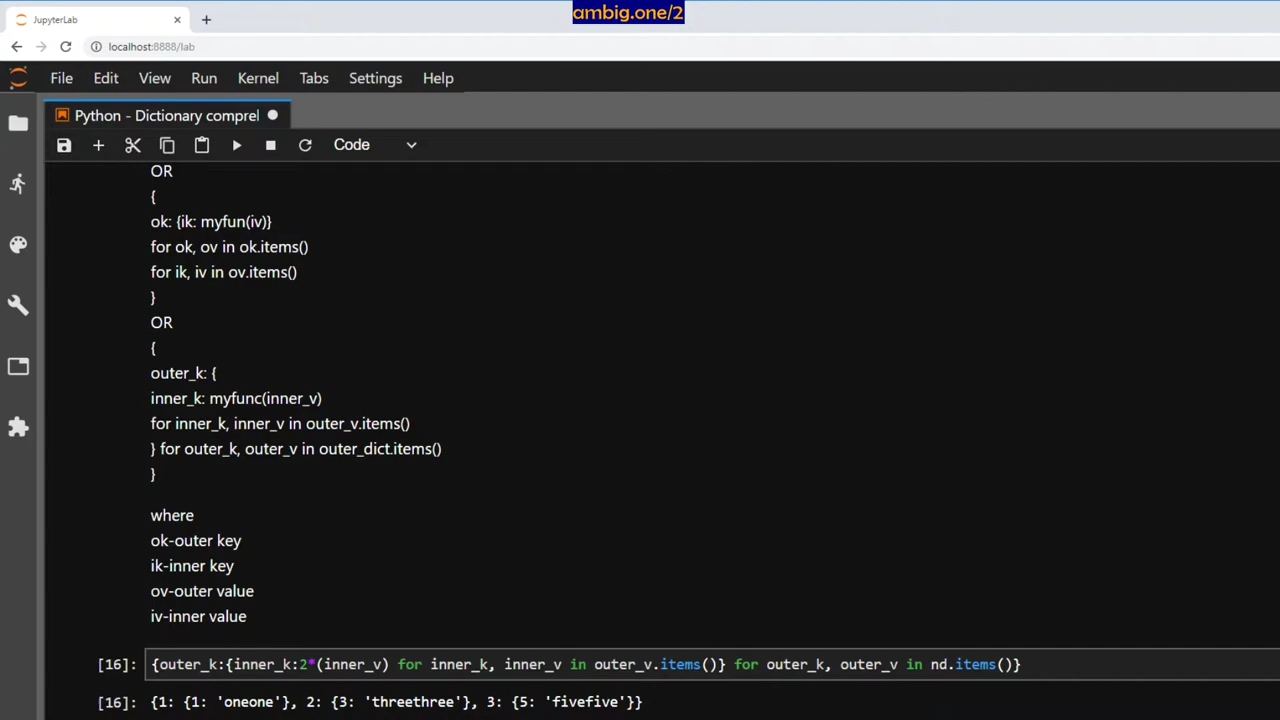 ambig.one/2
JupyterLab
localhost:8888/lab
File Edit View Run Kernel Tabs Settings Help
Python - Dictionary comprel
Code
OR
{
ok: {ik: myfun(iv)}
for ok, ov in ok.items()
for ik, iv in ov.items()
}
OR
{
outer_k: {
inner_k: myfunc(inner_v)
for inner_k, inner_v in outer_v.items()
} for outer_k, outer_v in outer_dict.items()
}
where
ok-outer key
ik-inner key
ov-outer value
iv-inner value
[16]: {outer_k:{inner_k:2*(inner_v) for inner_k, inner_v in outer_v.items()} for outer_k, outer_v in nd.items()}
[16]: {1: {1: 'oneone'}, 2: {3: 'threethree'}, 3: {5: 'fivefive'}}